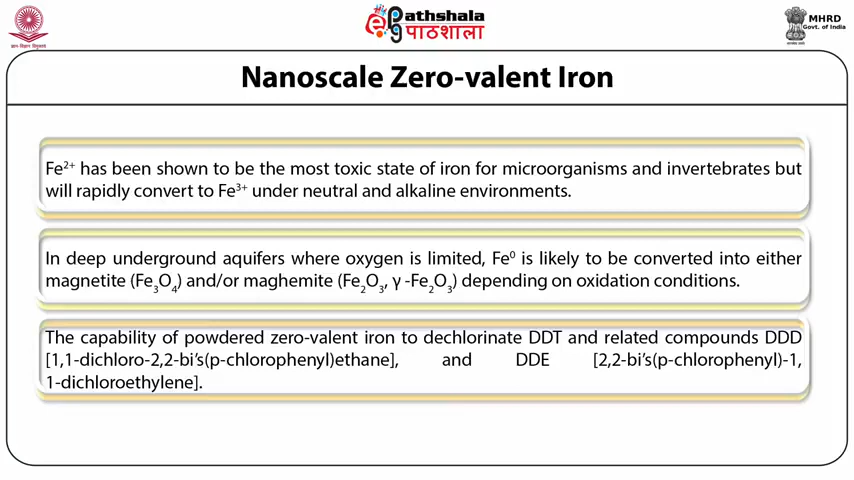 Pathshala
पाठशाला
MHRD
Govt. of India
Nanoscale Zero-valent Iron
Fe²⁺ has been shown to be the most toxic state of iron for microorganisms and invertebrates but
will rapidly convert to Fe³⁺ under neutral and alkaline environments.
In deep underground aquifers where oxygen is limited, Fe⁰ is likely to be converted into either
magnetite (Fe₃O₄) and/or maghemite (Fe₂O₃, γ -Fe₂O₃) depending on oxidation conditions.
The capability of powdered zero-valent iron to dechlorinate DDT and related compounds DDD
[1,1-dichloro-2,2-bi’s(p-chlorophenyl)ethane], and DDE [2,2-bi’s(p-chlorophenyl)-1,
1-dichloroethylene].